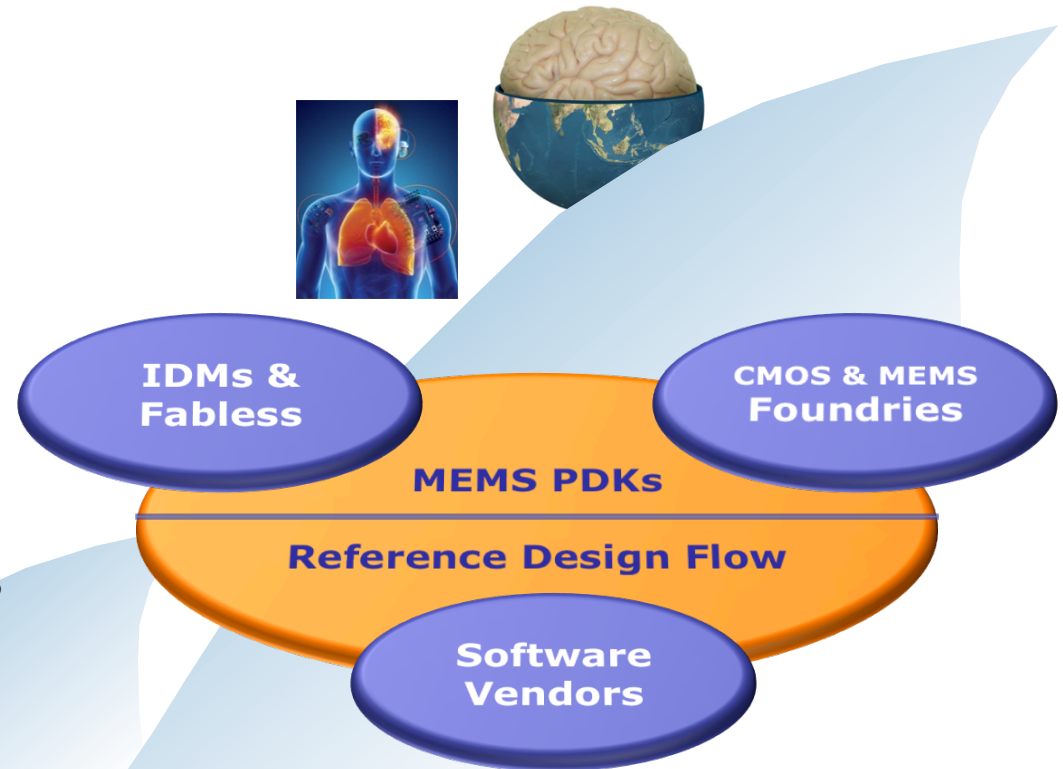 IDMs &
Fabless
CMOS & MEMS
Foundries
MEMS PDKs
Reference Design Flow
Software
Vendors